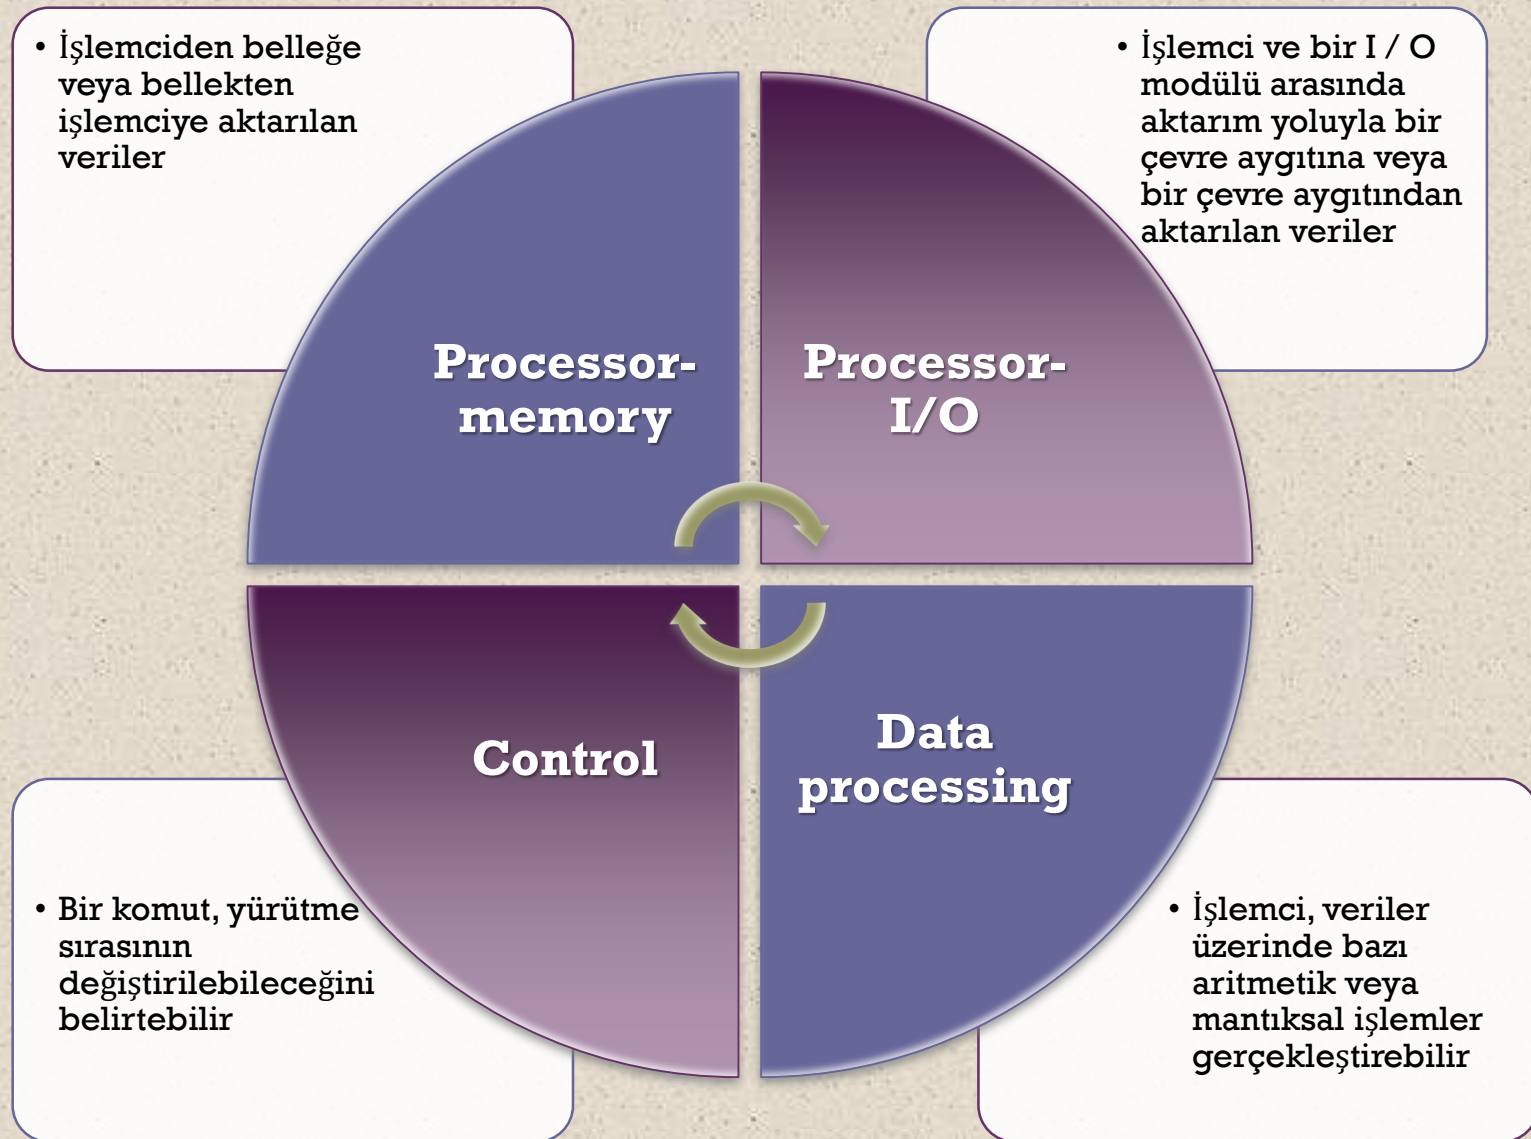 • İşlemciden belleğe
veya bellekten
işlemciye aktarılan
veriler
• İşlemci ve bir I / O
modülü arasında
aktarım yoluyla bir
çevre aygıtına veya
bir çevre aygıtından
aktarılan veriler
Processor-
memory
Processor-
I/O
Control
Data
processing
• Bir komut, yürütme
sırasının
değiştirilebileceğini
belirtebilir
• İşlemci, veriler
üzerinde bazı
aritmetik veya
mantıksal işlemler
gerçekleştirebilir